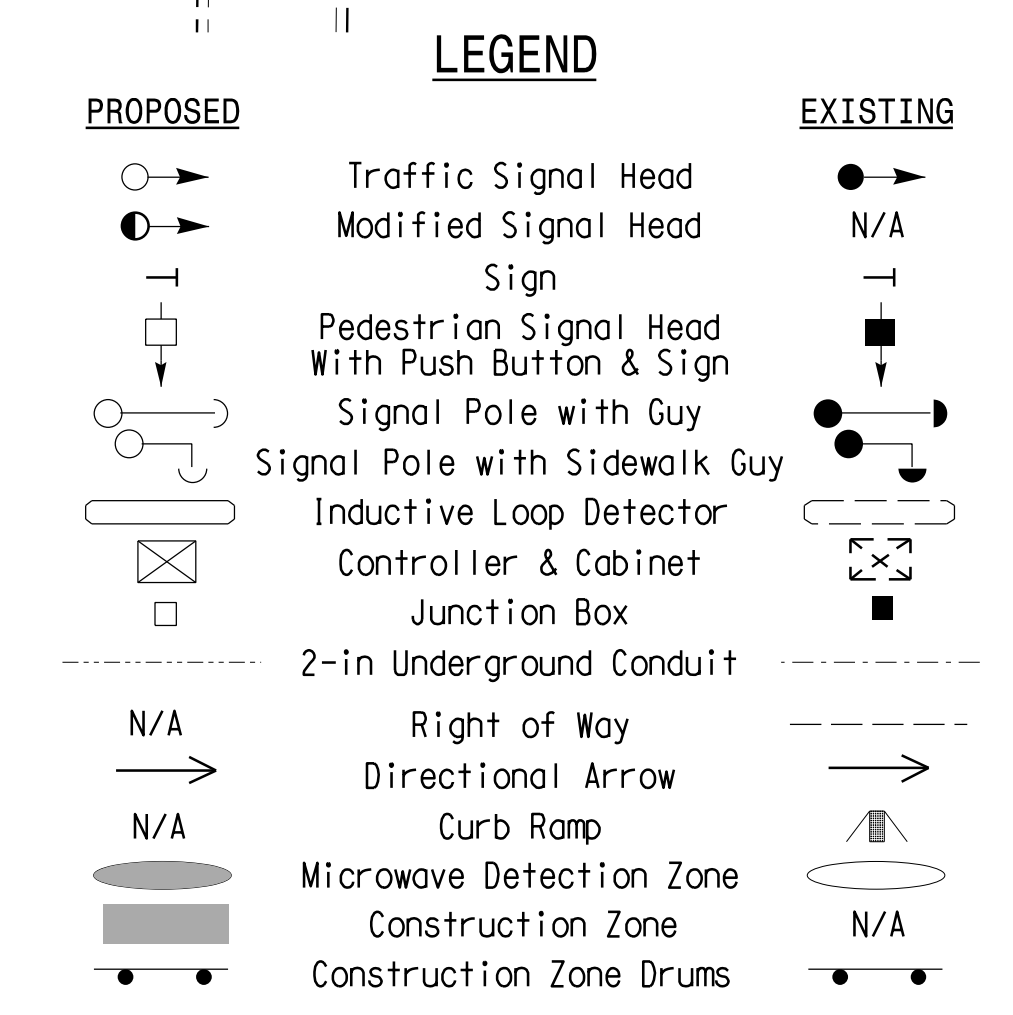 LEGEND
PROPOSED EXISTING
Traffic Signal Head
Modified Signal Head N/A
Sign
Pedestrian Signal Head
With Push Button & Sign
Signal Pole with Guy
Signal Pole with Sidewalk Guy
Inductive Loop Detector
Controller & Cabinet
Junction Box
2-in Underground Conduit
N/A Right of Way
Directional Arrow
N/A Curb Ramp
Microwave Detection Zone
Construction Zone N/A
Construction Zone Drums